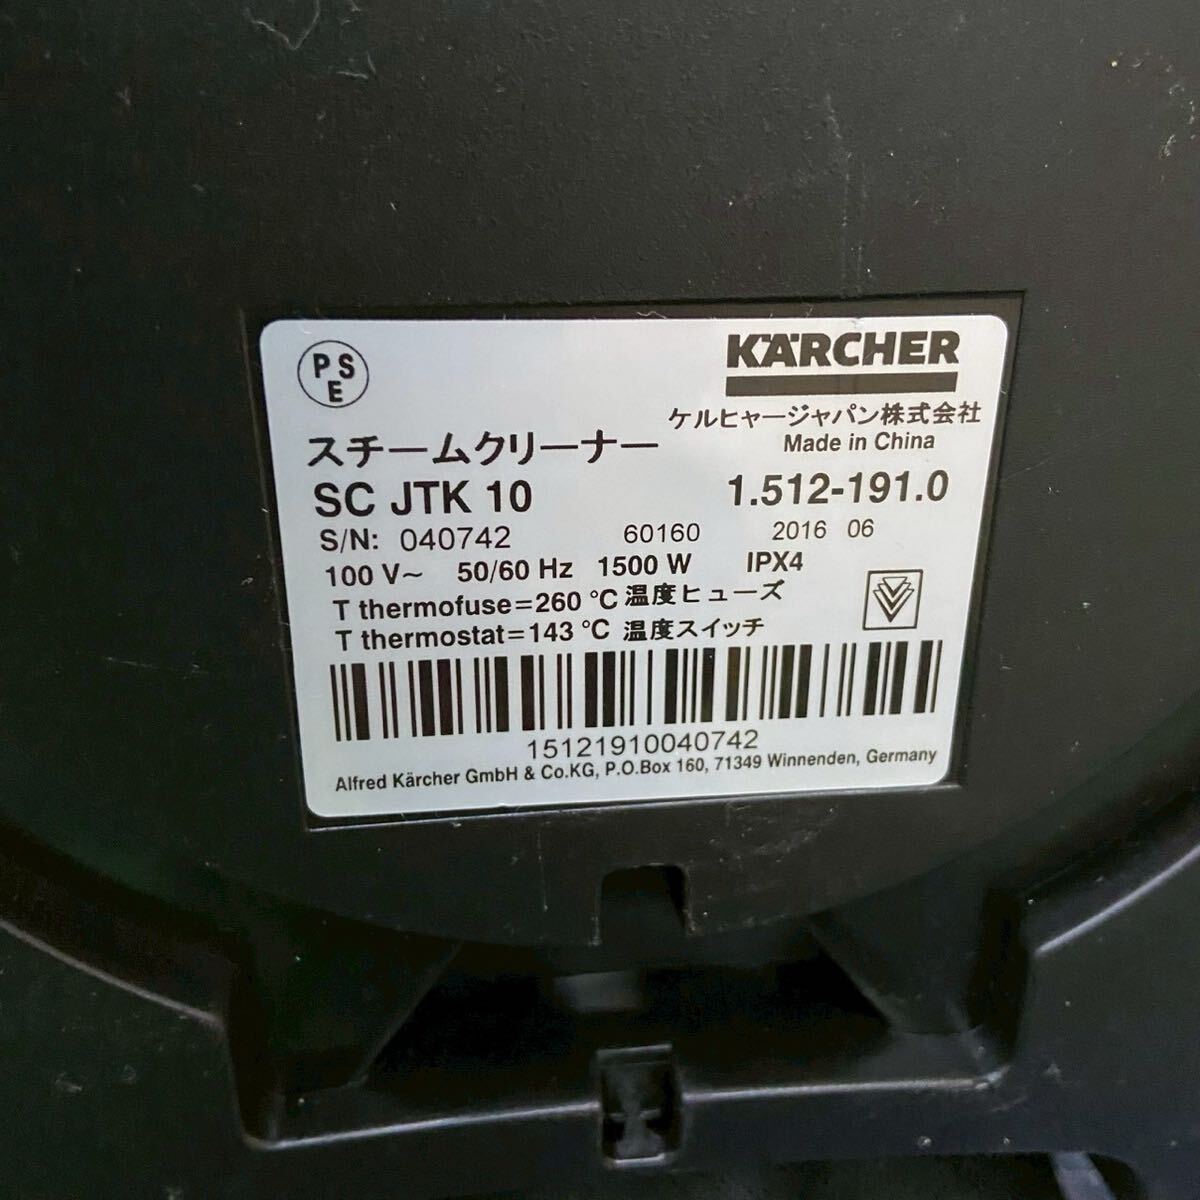 PSE
KÄRCHER
ケルヒャージャパン株式会社
スチームクリーナー
Made in China
SC JTK 10 1.512-191.0
S/N: 040742 60160 2016 06
100 V~ 50/60 Hz 1500 W IPX4
T thermofuse=260 °C 温度ヒューズ
T thermostat=143 °C 温度スイッチ
15121910040742
Alfred Kärcher GmbH & Co.KG, P.O.Box 160, 71349 Winnenden, Germany